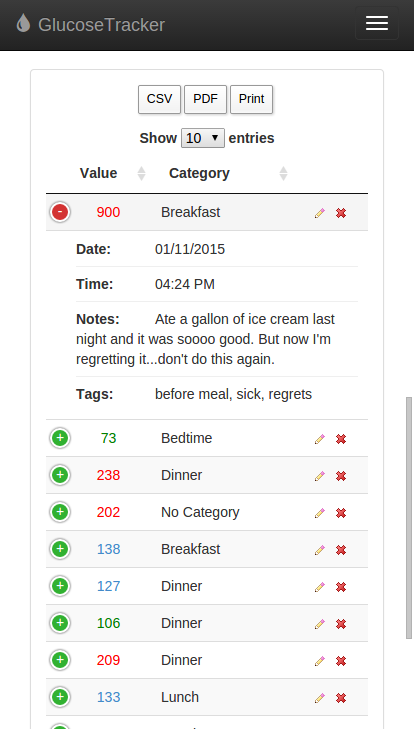 GlucoseTracker
CSV PDF Print
Show 10 entries
Value Category
- 900 Breakfast
Date: 01/11/2015
Time: 04:24 PM
Notes: Ate a gallon of ice cream last
night and it was soooo good. But now I'm
regretting it...don't do this again.
Tags: before meal, sick, regrets
+ 73 Bedtime
+ 238 Dinner
+ 202 No Category
+ 138 Breakfast
+ 127 Dinner
+ 106 Dinner
+ 209 Dinner
+ 133 Lunch